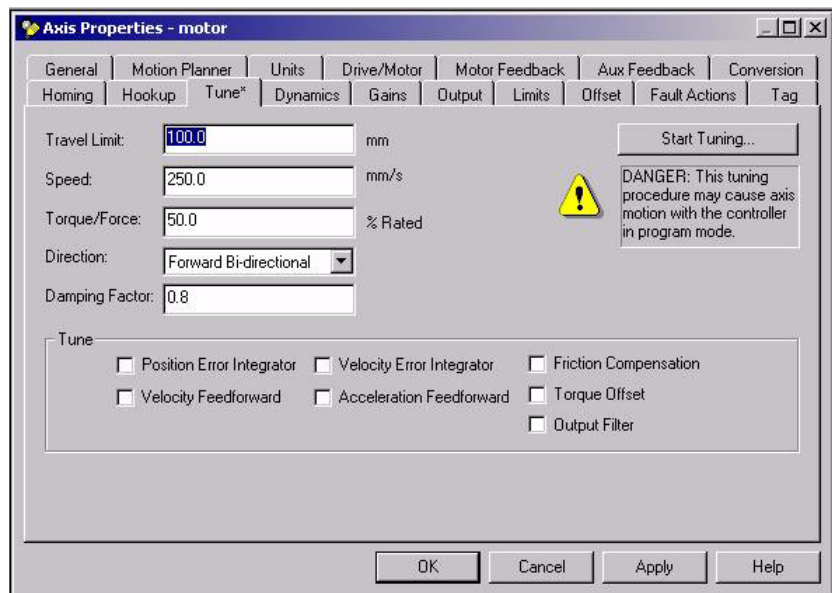 Axis Properties - motor
General Motion Planner Units Drive/Motor Motor Feedback Aux Feedback Conversion
Homing Hookup Tune* Dynamics Gains Output Limits Offset Fault Actions Tag
Travel Limit: 100.0 mm
Start Tuning...
Speed: 250.0 mm/s
DANGER: This tuning
procedure may cause axis
motion with the controller
in program mode.
Torque/Force: 50.0 % Rated
Direction: Forward Bi-directional
Damping Factor: 0.8
Tune
Position Error Integrator Velocity Error Integrator Friction Compensation
Velocity Feedforward Acceleration Feedforward Torque Offset
Output Filter
OK Cancel Apply Help